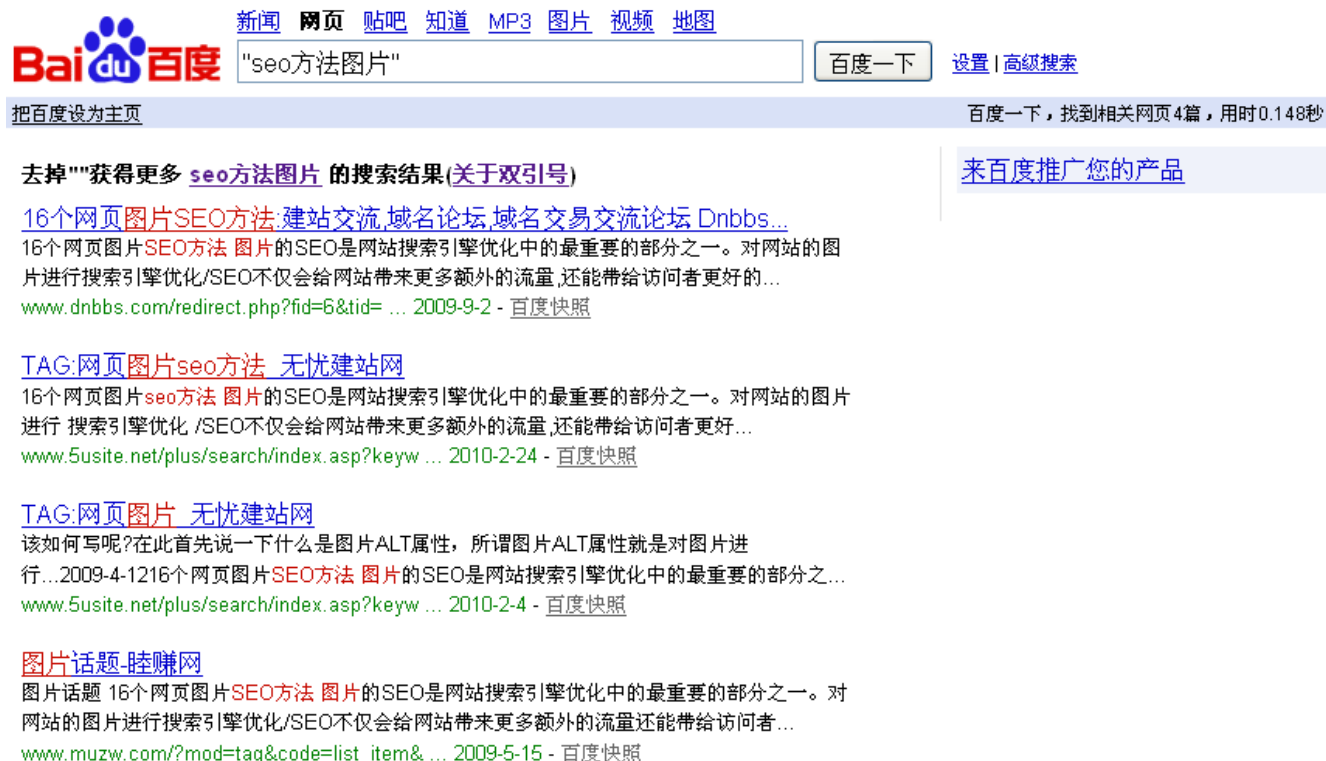 新闻 网页 贴吧 知道 MP3 图片 视频 地图
Bai du 百度 "seo方法图片" 百度一下 设置 | 高级搜索
把百度设为主页 百度一下，找到相关网页4篇，用时0.148秒
去掉""获得更多 seo方法图片 的搜索结果(关于双引号)
来百度推广您的产品
16个网页图片SEO方法:建站交流,域名论坛,域名交易交流论坛 Dnbbs...
16个网页图片SEO方法 图片的SEO是网站搜索引擎优化中的最重要的部分之一。对网站的图
片进行搜索引擎优化/SEO不仅会给网站带来更多额外的流量,还能带给访问者更好的...
www.dnbbs.com/redirect.php?fid=6&tid= ... 2009-9-2 - 百度快照
TAG:网页图片seo方法_无忧建站网
16个网页图片seo方法 图片的SEO是网站搜索引擎优化中的最重要的部分之一。对网站的图片
进行 搜索引擎优化 /SEO不仅会给网站带来更多额外的流量,还能带给访问者更好...
www.5usite.net/plus/search/index.asp?keyw ... 2010-2-24 - 百度快照
TAG:网页图片_无忧建站网
该如何写呢?在此首先说一下什么是图片ALT属性，所谓图片ALT属性就是对图片进
行...2009-4-1216个网页图片SEO方法 图片的SEO是网站搜索引擎优化中的最重要的部分之...
www.5usite.net/plus/search/index.asp?keyw ... 2010-2-4 - 百度快照
图片话题-睦赚网
图片话题 16个网页图片SEO方法 图片的SEO是网站搜索引擎优化中的最重要的部分之一。对
网站的图片进行搜索引擎优化/SEO不仅会给网站带来更多额外的流量还能带给访问者...
www.muzw.com/?mod=tag&code=list_item& ... 2009-5-15 - 百度快照